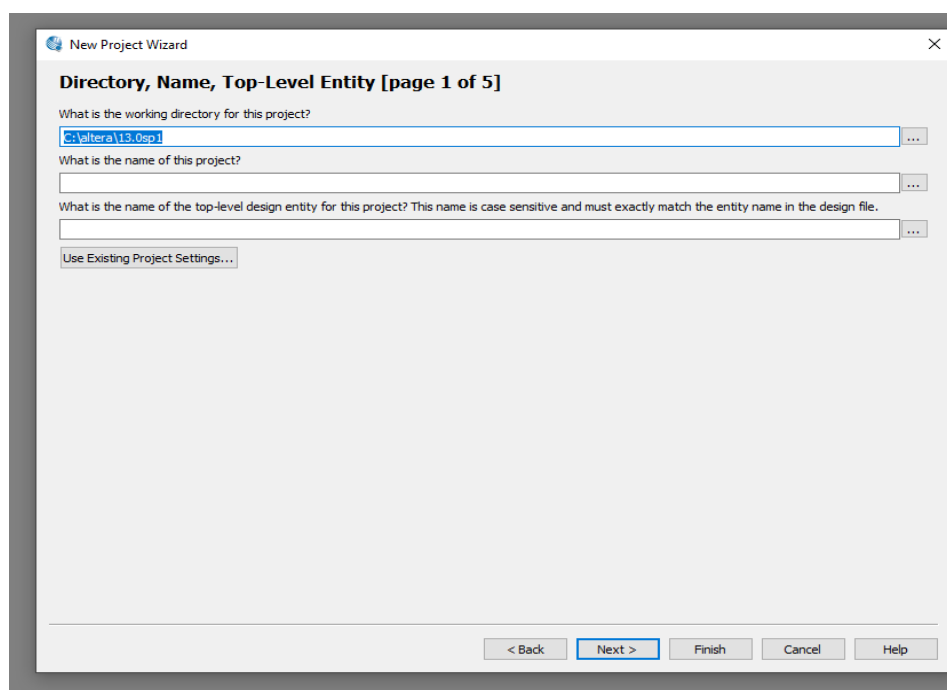 New Project Wizard
Directory, Name, Top-Level Entity [page 1 of 5]
What is the working directory for this project?
C:\altera\13.0sp1
...
What is the name of this project?
...
What is the name of the top-level design entity for this project? This name is case sensitive and must exactly match the entity name in the design file.
...
Use Existing Project Settings...
< Back Next > Finish Cancel Help